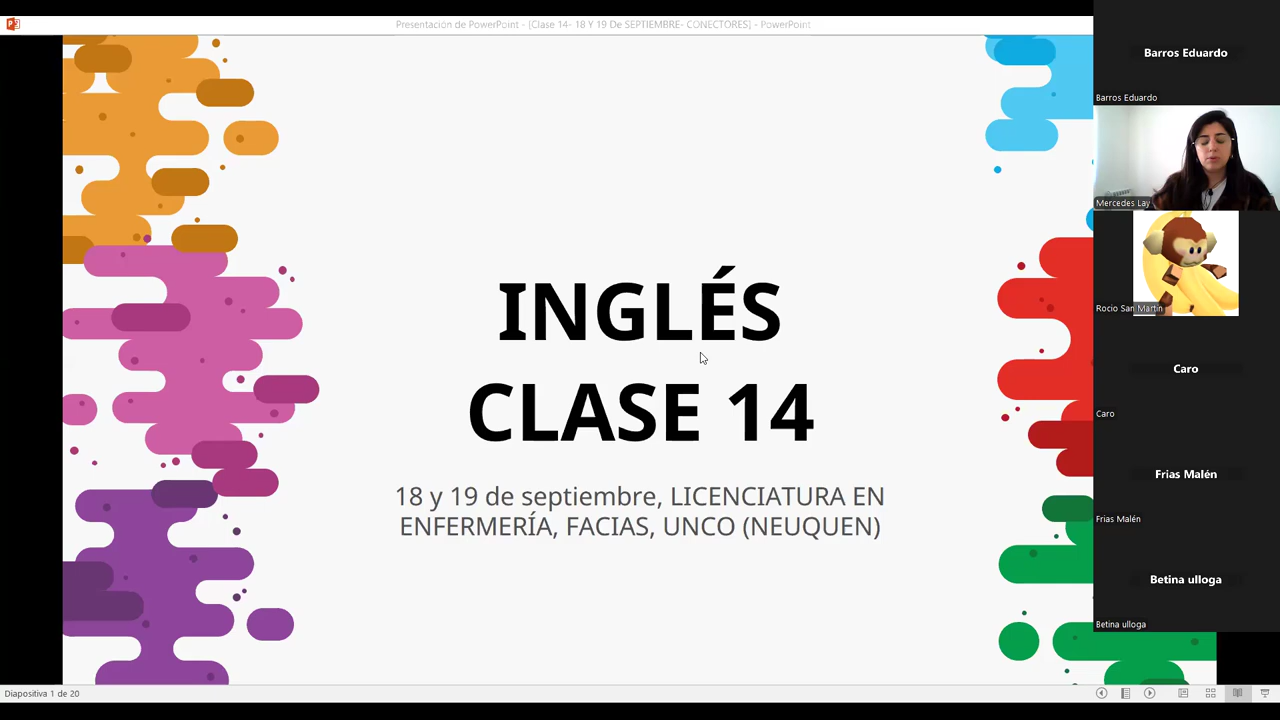 Presentación de PowerPoint - [Clase 14- 18 Y 19 DE SEPTIEMBRE- CONECTORES] - PowerPoint
INGLÉS
CLASE 14
18 y 19 de septiembre, LICENCIATURA EN
ENFERMERÍA, FACIAS, UNCO (NEUQUEN)
Barros Eduardo
Barros Eduardo
Mercedes Lay
Rocio San Martin
Caro
Caro
Frias Malén
Frias Malén
Betina ulloga
Betina ulloga
Diapositiva 1 de 20